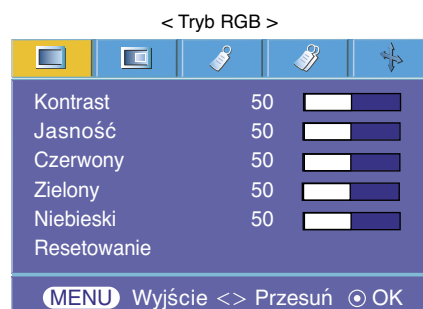 < Tryb RGB >
Kontrast 50
Jasność 50
Czerwony 50
Zielony 50
Niebieski 50
Resetowanie
MENU Wyjście <> Przesuń ⊙ OK